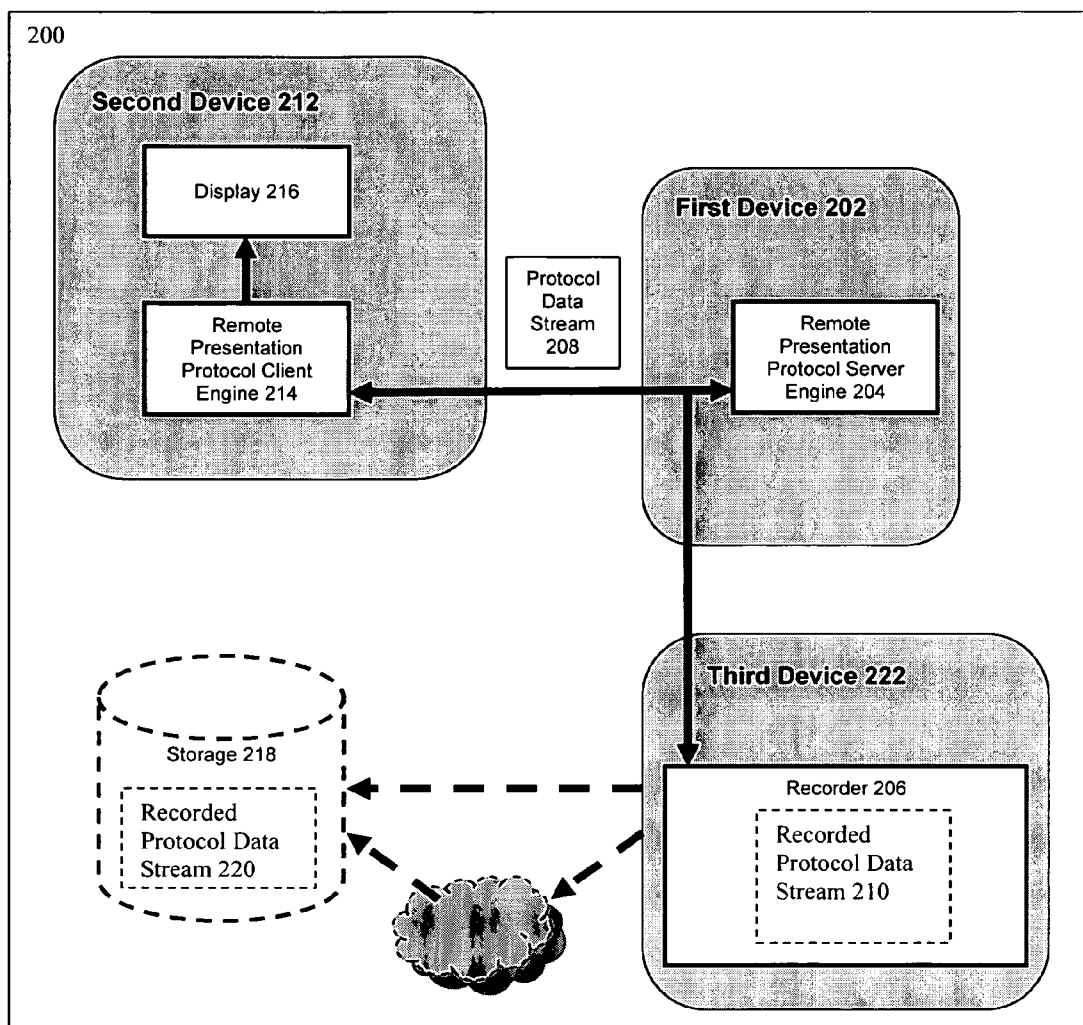 200
Second Device 212
Display 216
Remote
Presentation
Protocol Client
Engine 214
Protocol
Data
Stream
208
First Device 202
Remote
Presentation
Protocol Server
Engine 204
Third Device 222
Recorder 206
Recorded
Protocol Data
Stream 210
Storage 218
Recorded
Protocol Data
Stream 220